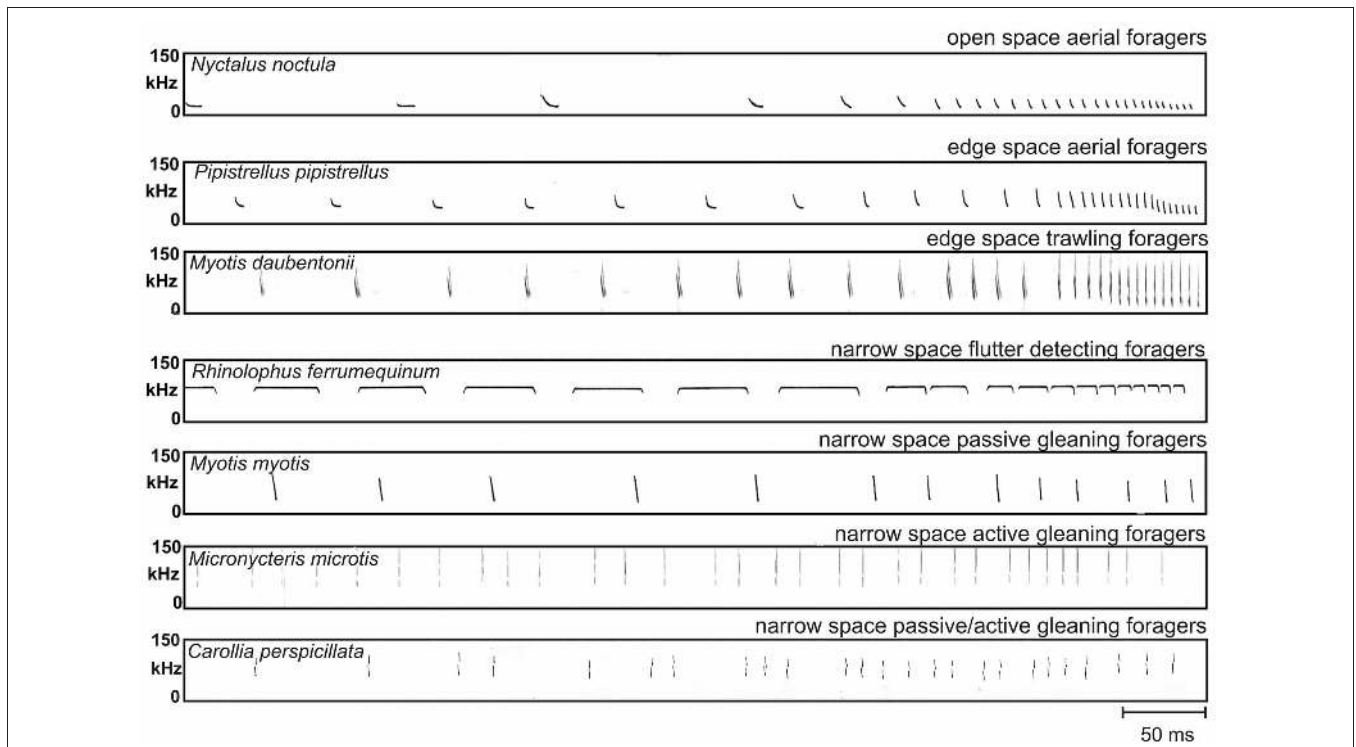 open space aerial foragers
150
Nyctalus noctula
kHz
0
edge space aerial foragers
150
Pipistrellus pipistrellus
kHz
0
edge space trawling foragers
150
Myotis daubentonii
kHz
0
narrow space flutter detecting foragers
150
Rhinolophus ferrumequinum
kHz
0
narrow space passive gleaning foragers
150
Myotis myotis
kHz
0
narrow space active gleaning foragers
150
Micronycteris microtis
kHz
0
narrow space passive/active gleaning foragers
150
Carollia perspicillata
kHz
0
50 ms